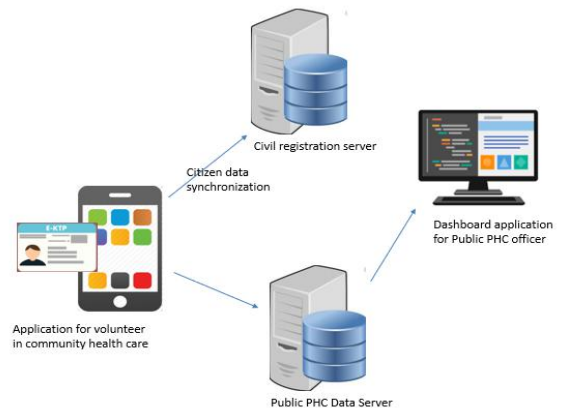 Civil registration server
Citizen data
synchronization
E-KTP
Dashboard application
for Public PHC officer
Application for volunteer
in community health care
Public PHC Data Server